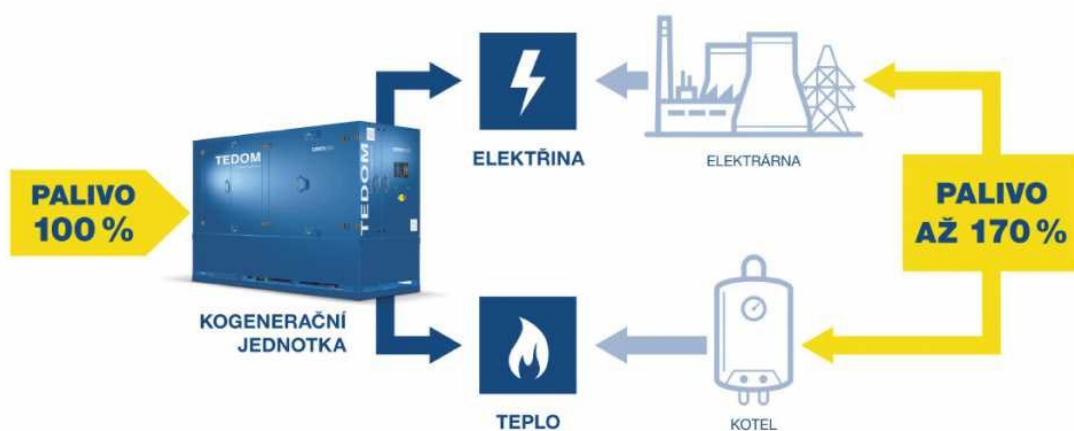 PALIVO
100 %
TEDOM
TEDOM
KOGENERAČNÍ
JEDNOTKA
ELEKTŘINA
TEPLO
ELEKTRÁRNA
KOTEL
PALIVO
AŽ 170 %